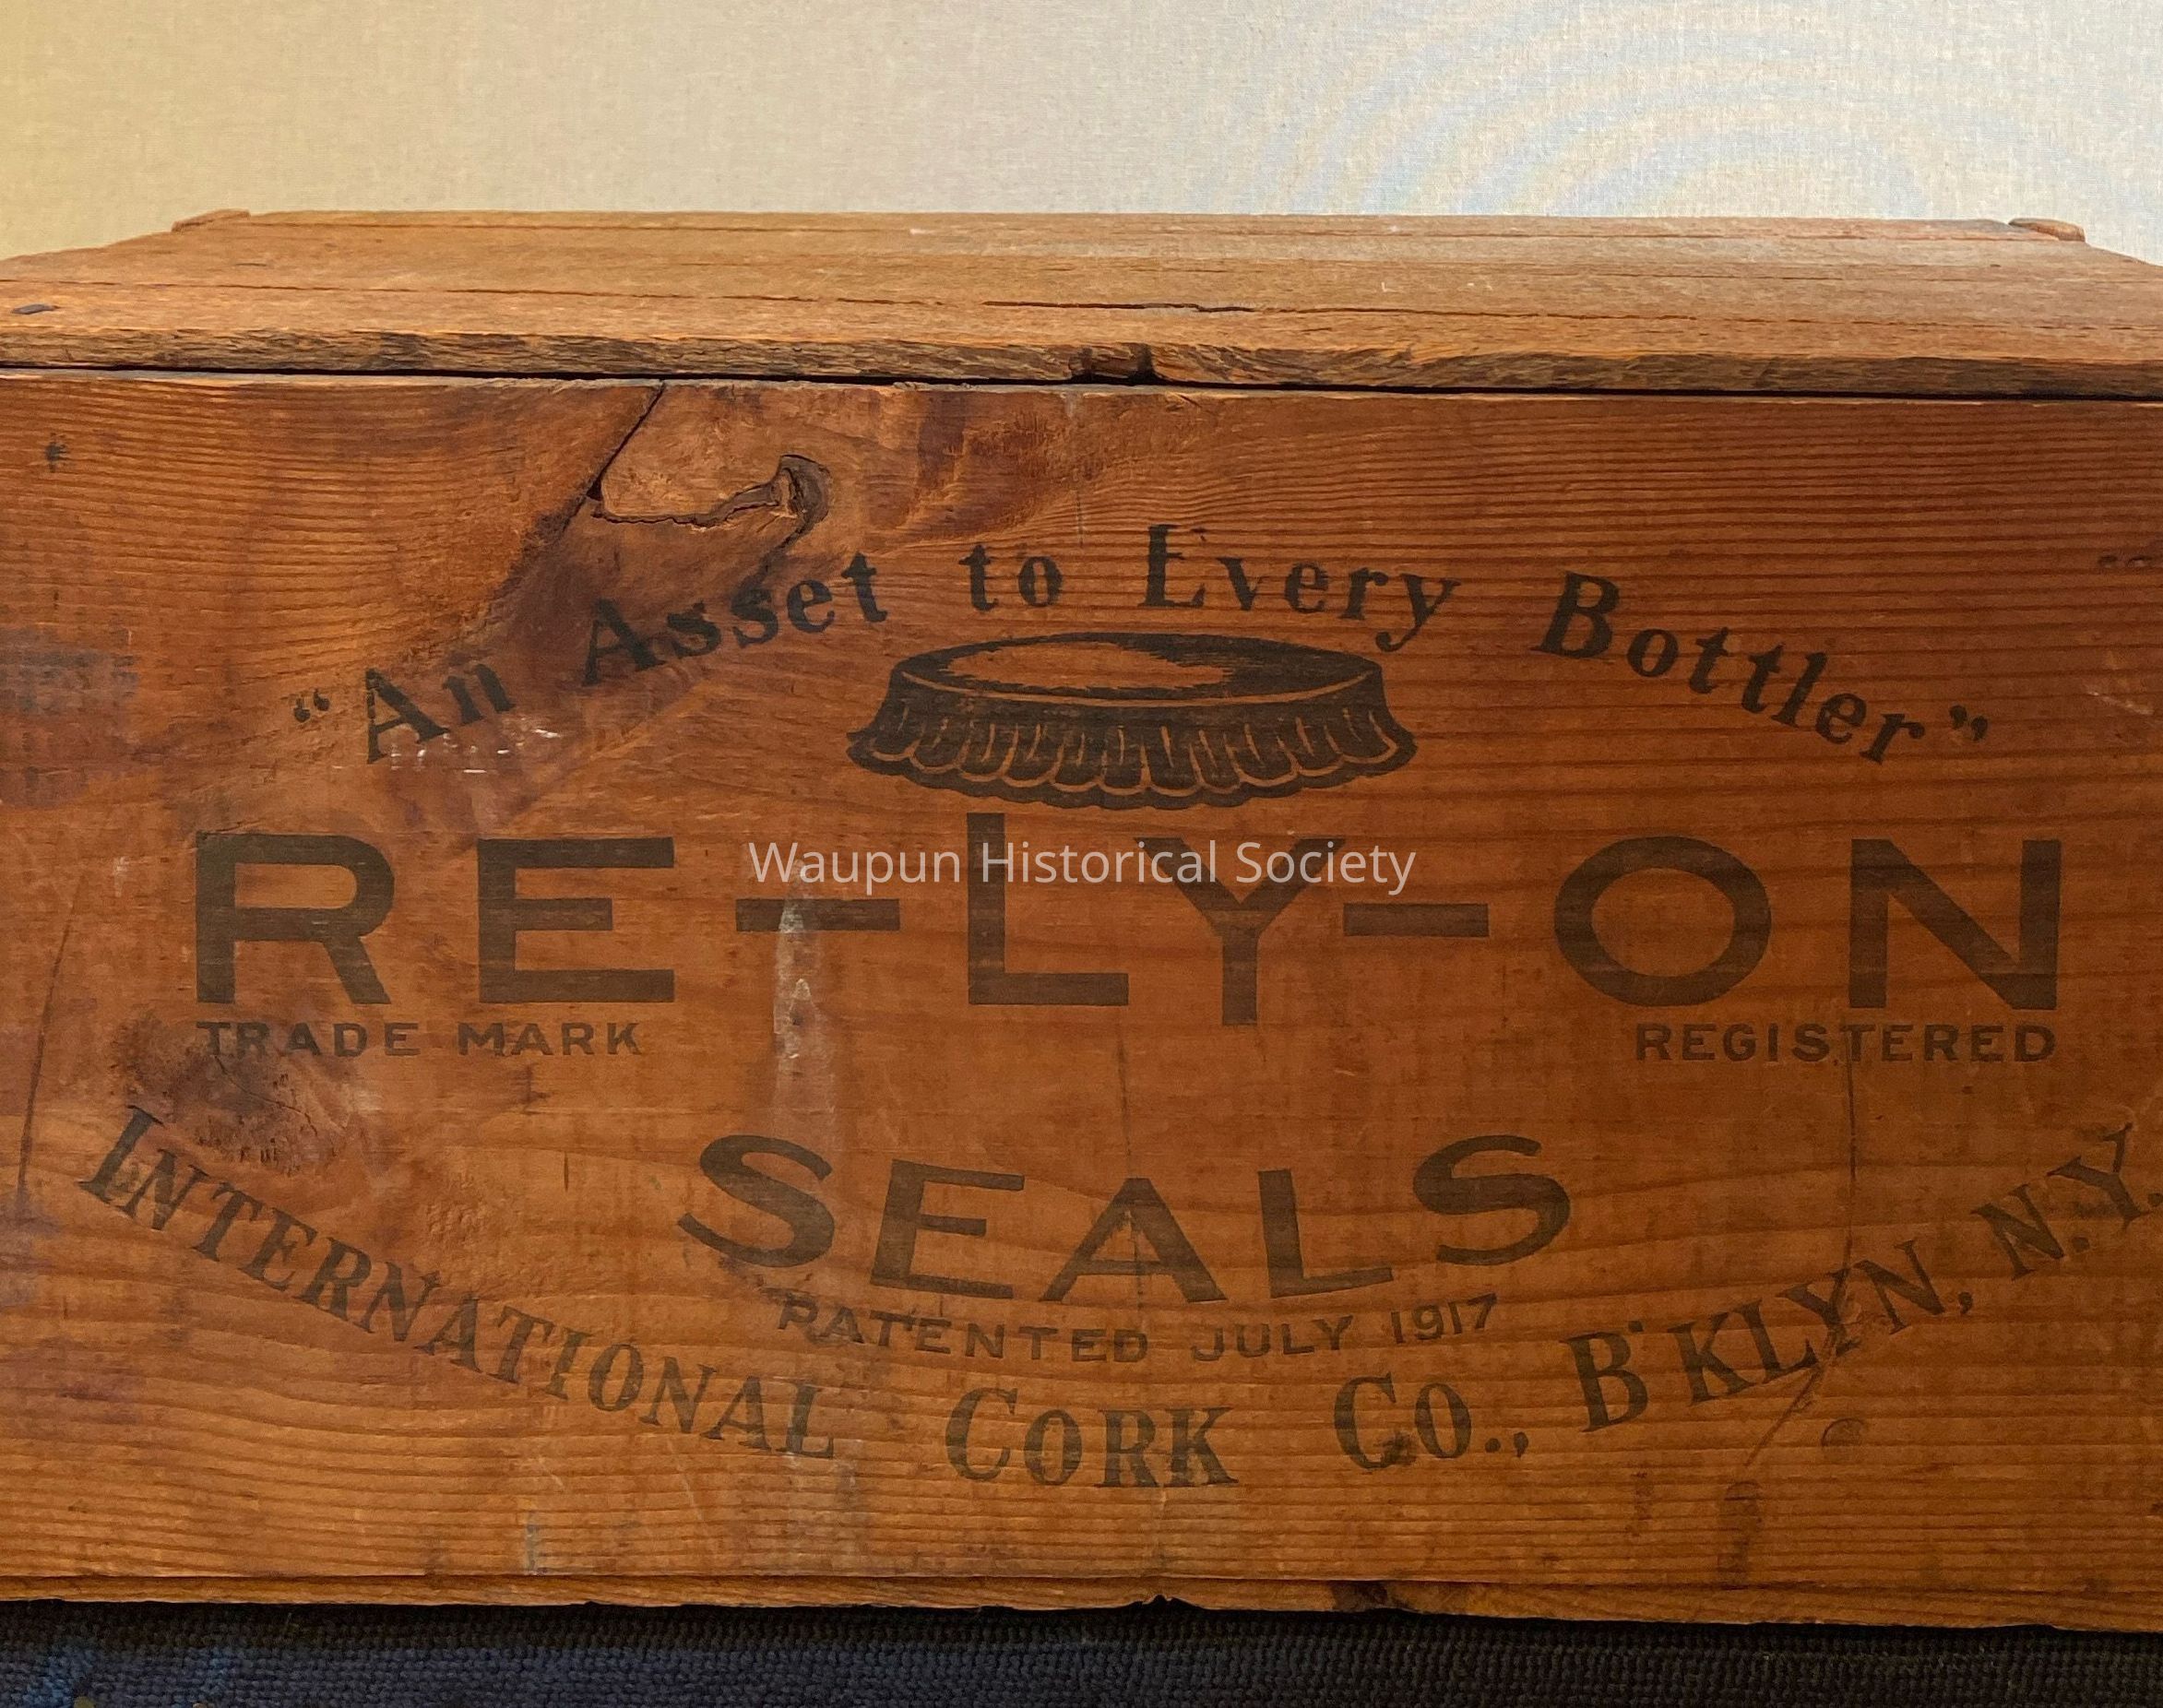 “An Asset to Every Bottler”
RE-LY-ON
Waupun Historical Society
TRADE MARK REGISTERED
SEALS
PATENTED JULY 1917
INTERNATIONAL CORK CO., B'KLYN, N.Y.